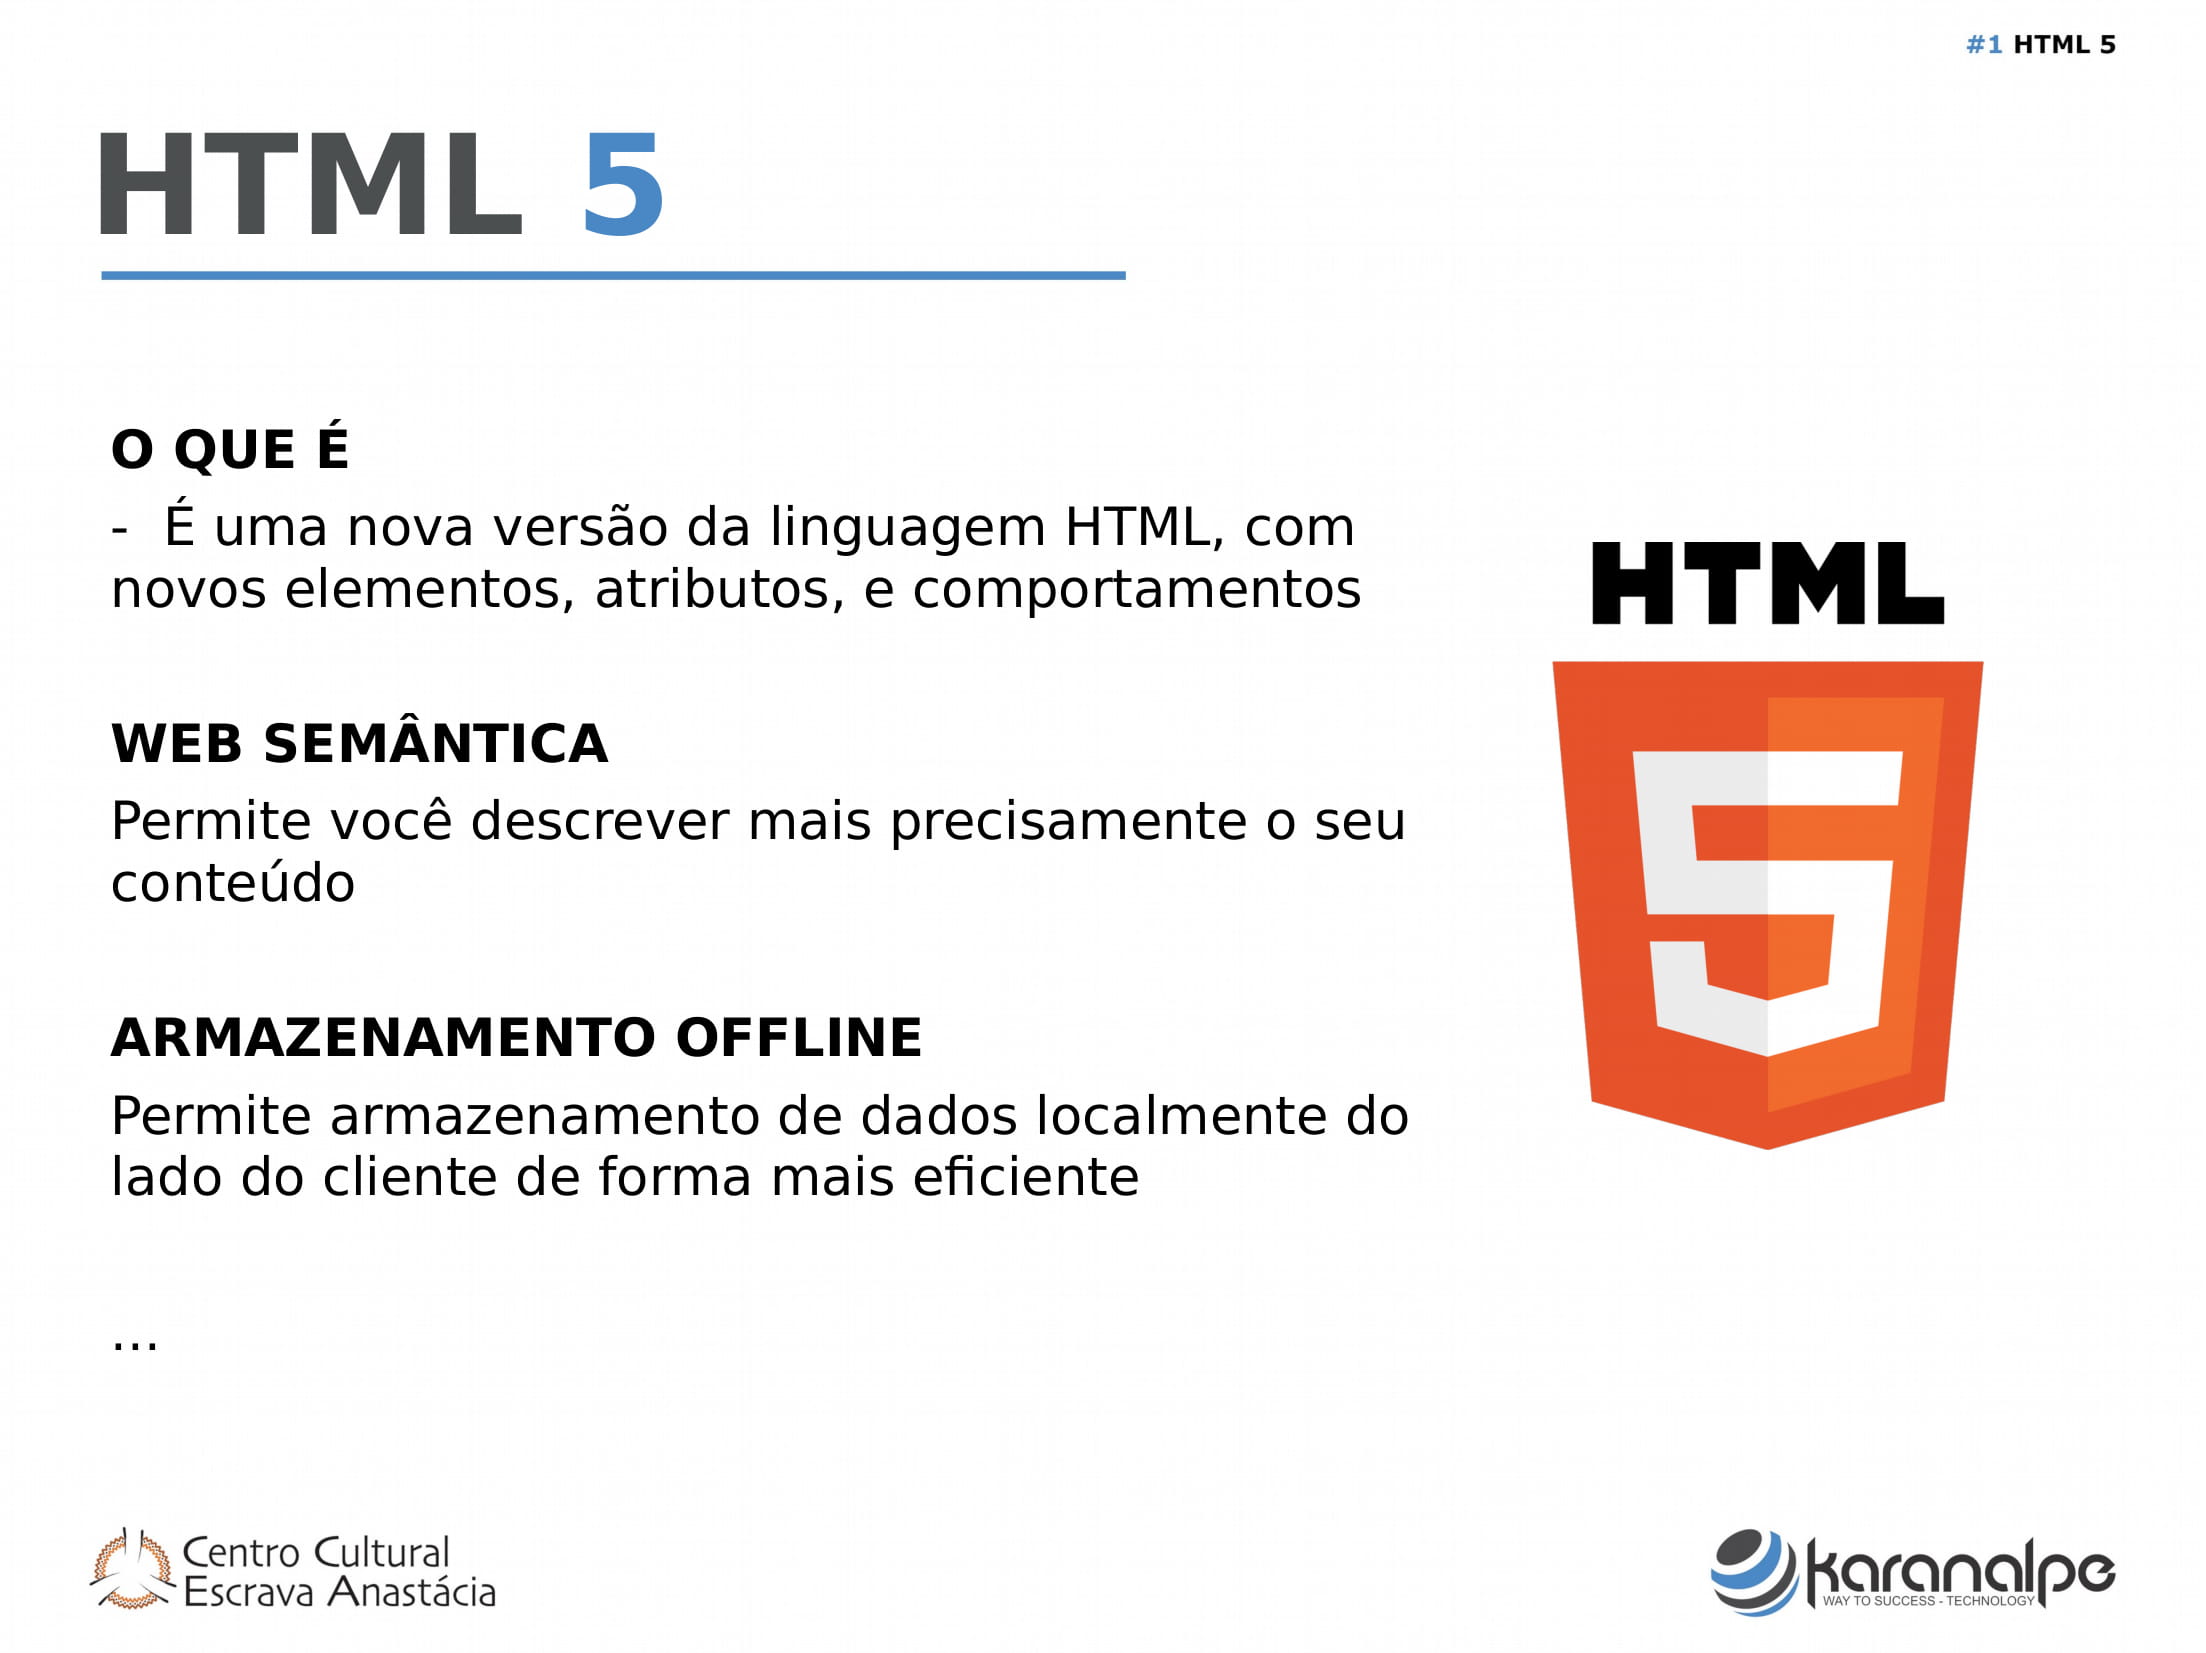 #1 HTML 5
HTML 5
O QUE É
- É uma nova versão da linguagem HTML, com
novos elementos, atributos, e comportamentos
WEB SEMÂNTICA
Permite você descrever mais precisamente o seu
conteúdo
ARMAZENAMENTO OFFLINE
Permite armazenamento de dados localmente do
lado do cliente de forma mais eficiente
...
HTML
5
Centro Cultural
Escrava Anastácia
karanalpe
WAY TO SUCCESS - TECHNOLOGY